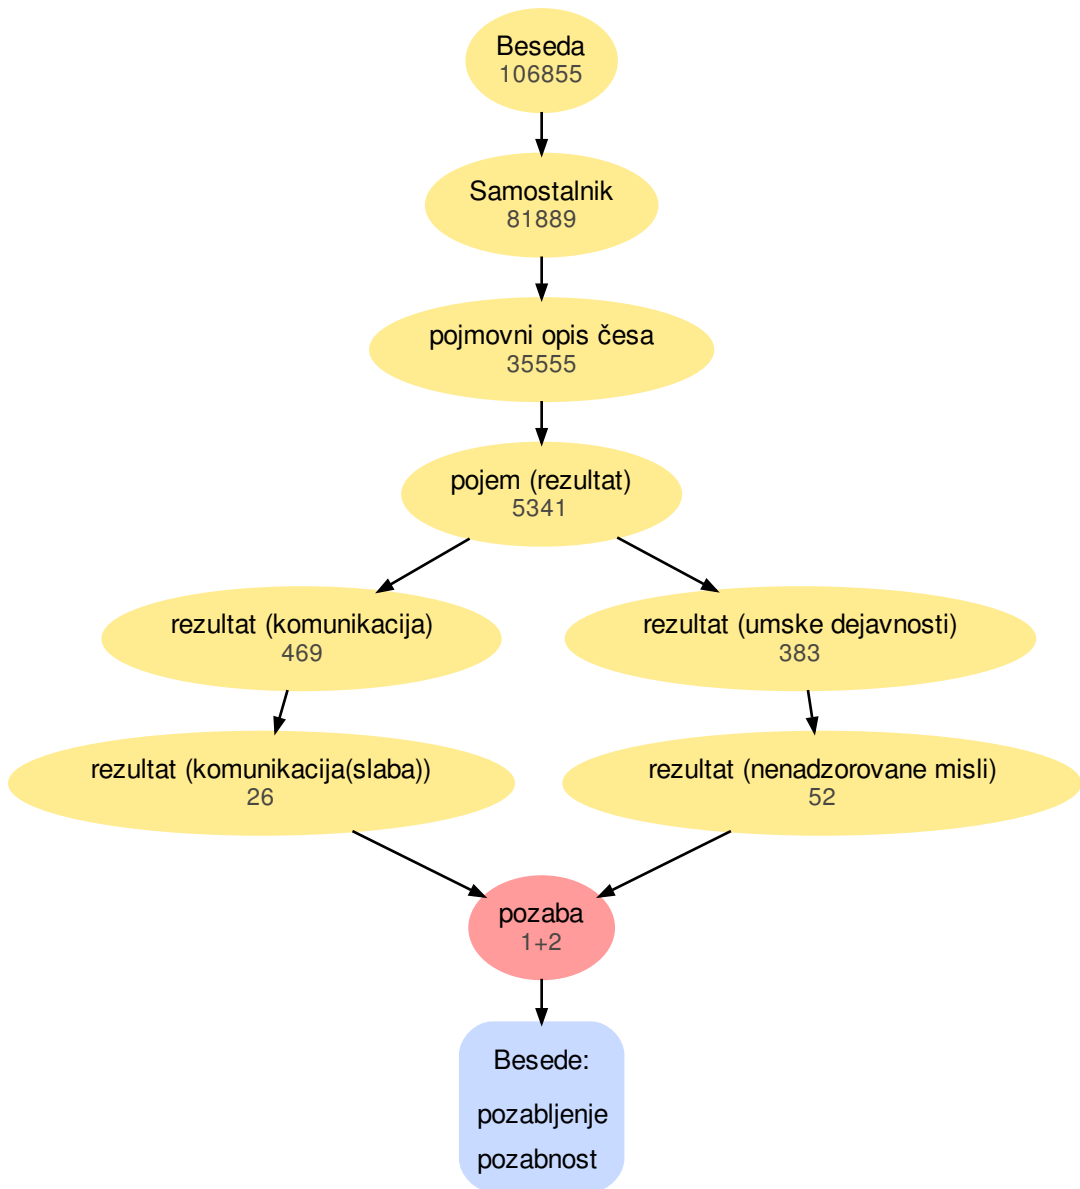 Beseda
106855
Samostalnik
81889
pojmovni opis česa
35555
pojem (rezultat)
5341
rezultat (komunikacija)
469
rezultat (umske dejavnosti)
383
rezultat (komunikacija(slaba))
26
rezultat (nenadzorovane misli)
52
pozaba
1+2
Besede:
pozabljenje
pozabnost